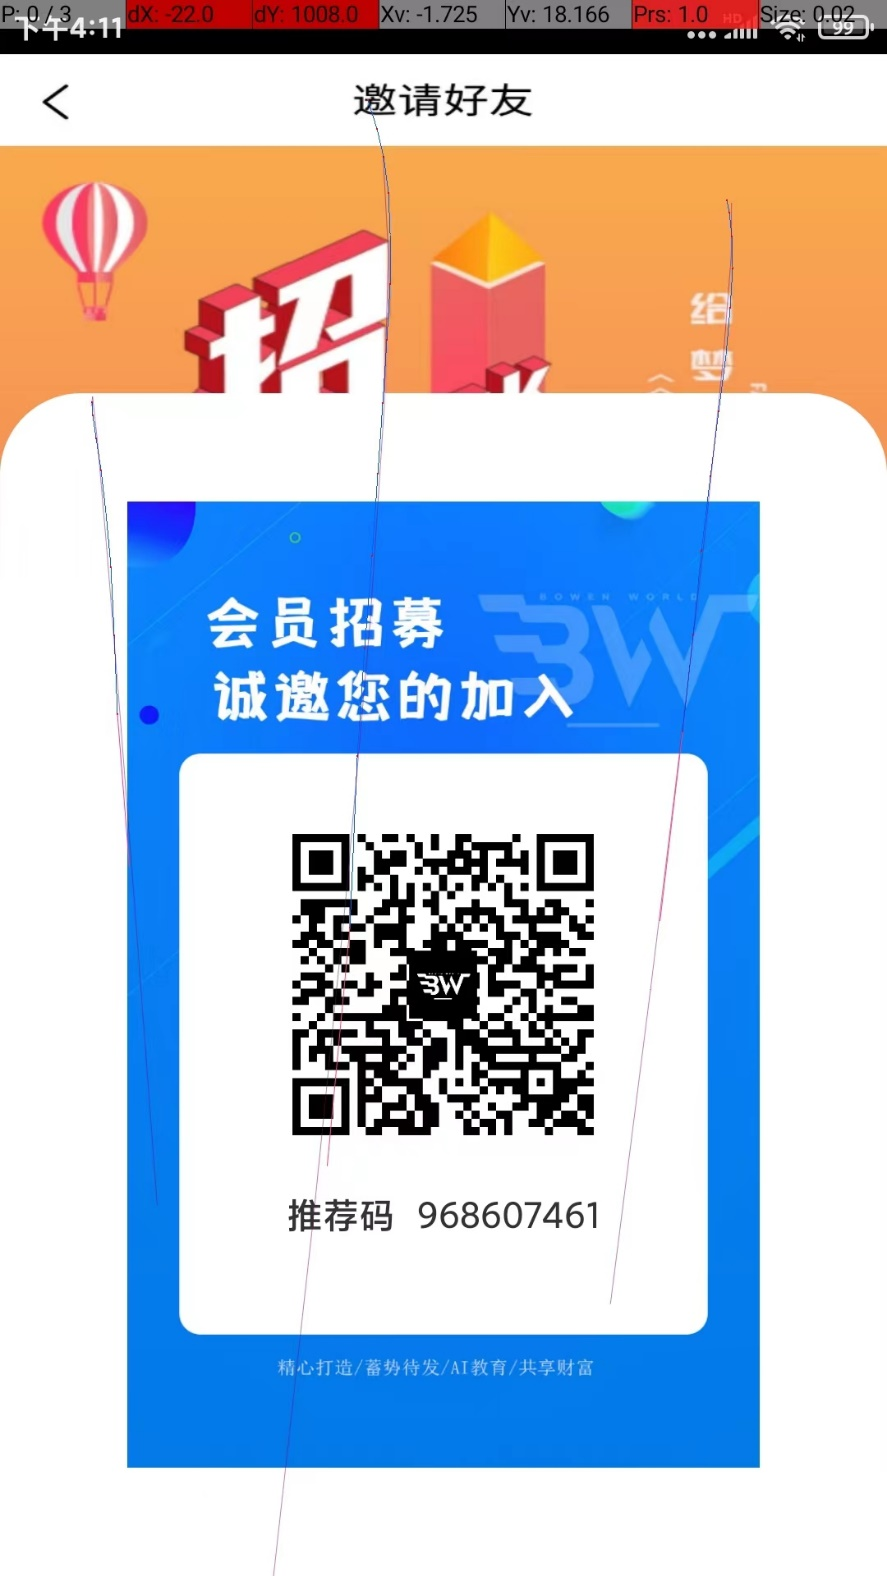 P: 0 / 3 dX: -22.0 dY: 1008.0 Xv: -1.725 Yv: 18.166 Prs: 1.0 Size: 0.02
下午4:11 HD 99
邀请好友
招
给
梦
BOWEN WORLD
BW
会员招募
诚邀您的加入
BW
推荐码 968607461
精心打造/蓄势待发/AI教育/共享财富